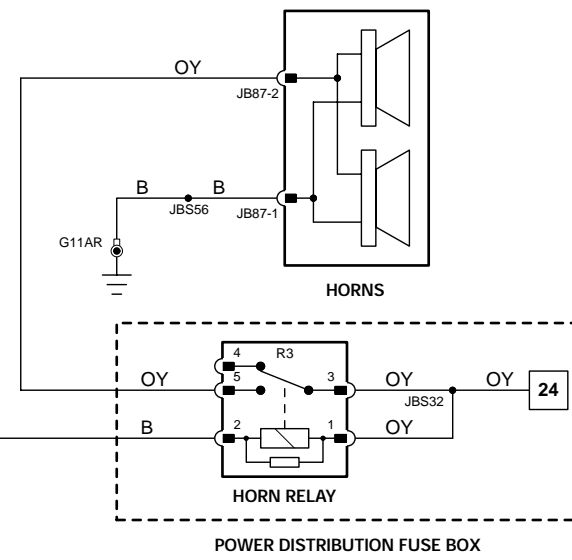 OY
JB87-2
B
B
JBS56
JB87-1
G11AR
HORNS
4
R3
OY
5
3
OY
OY
24
JBS32
B
2
1
OY
HORN RELAY
POWER DISTRIBUTION FUSE BOX